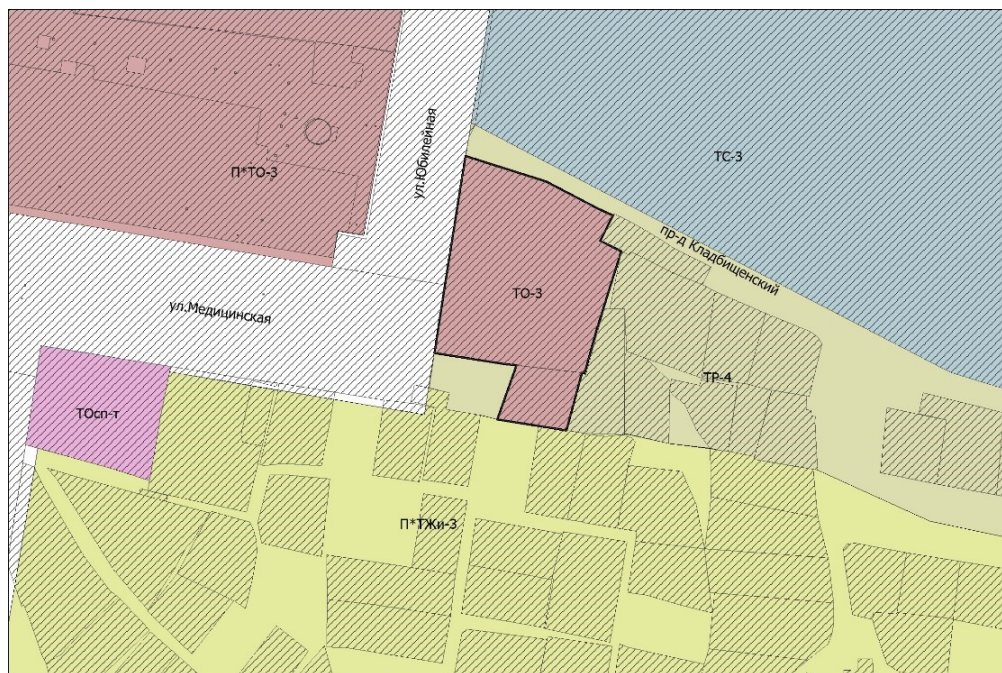 ул.Юбилейная
ТС-3
П*ТО-3
пр-д Кладбищенский
ТО-3
ул.Медицинская
ТР-4
ТОсп-т
П*ТЖи-3